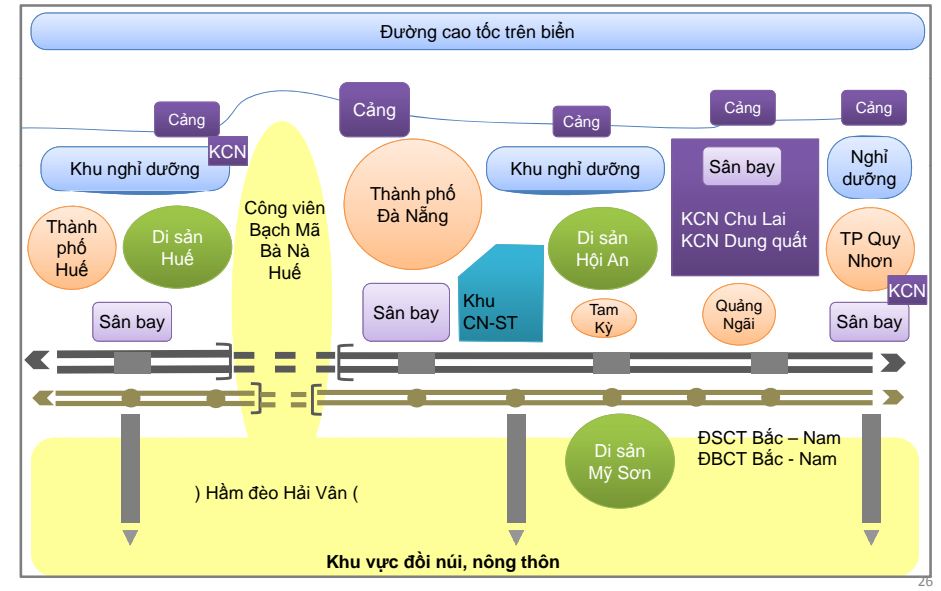 Đường cao tốc trên biển
Cảng
Cảng
Cảng
Cảng
Cảng
KCN
Khu nghỉ dưỡng
Khu nghỉ dưỡng
Sân bay
Nghỉ
dưỡng
Thành
phố
Huế
Di sản
Huế
Công viên
Bạch Mã
Bà Nà
Huế
Thành phố
Đà Nẵng
Di sản
Hội An
KCN Chu Lai
KCN Dung quất
TP Quy
Nhơn
KCN
Sân bay
Sân bay
Khu
CN-ST
Tam
Kỳ
Quảng
Ngãi
Sân bay
Di sản
Mỹ Sơn
ĐSCT Bắc – Nam
ĐBCT Bắc - Nam
) Hầm đèo Hải Vân (
Khu vực đồi núi, nông thôn
26